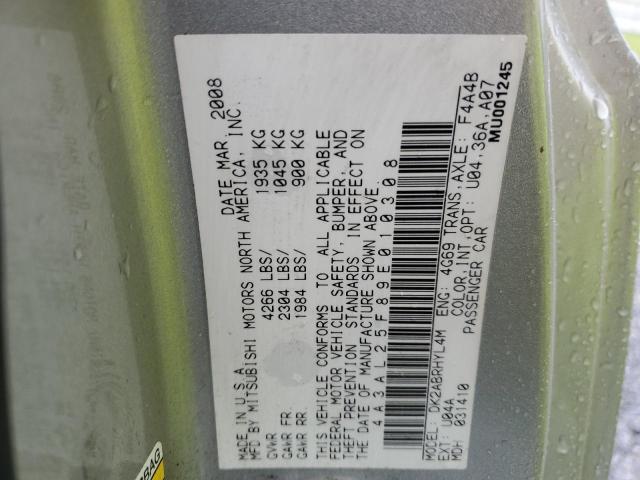 MADE IN U.S.A DATE MAR, 2008
MFD BY MITSUBISHI MOTORS NORTH AMERICA, INC.
GVWR 4266 LBS/ 1935 KG
GAWR FR. 2304 LBS/ 1045 KG
GAWR RR. 1984 LBS/ 900 KG
THIS VEHICLE CONFORMS TO ALL APPLICABLE
FEDERAL MOTOR VEHICLE SAFETY, BUMPER, AND
THEFT PREVENTION STANDARDS IN EFFECT ON
THE DATE OF MANUFACTURE SHOWN ABOVE.
4A3AL25F89E010308
MODEL: DK2ABRHYL4M ENG: 4G69 TRANS, AXLE: F4A4B
EXT: U04A COLOR,INT,OPT: U04,36A,A07
MDH 031410 PASSENGER CAR MU001245
RBAG